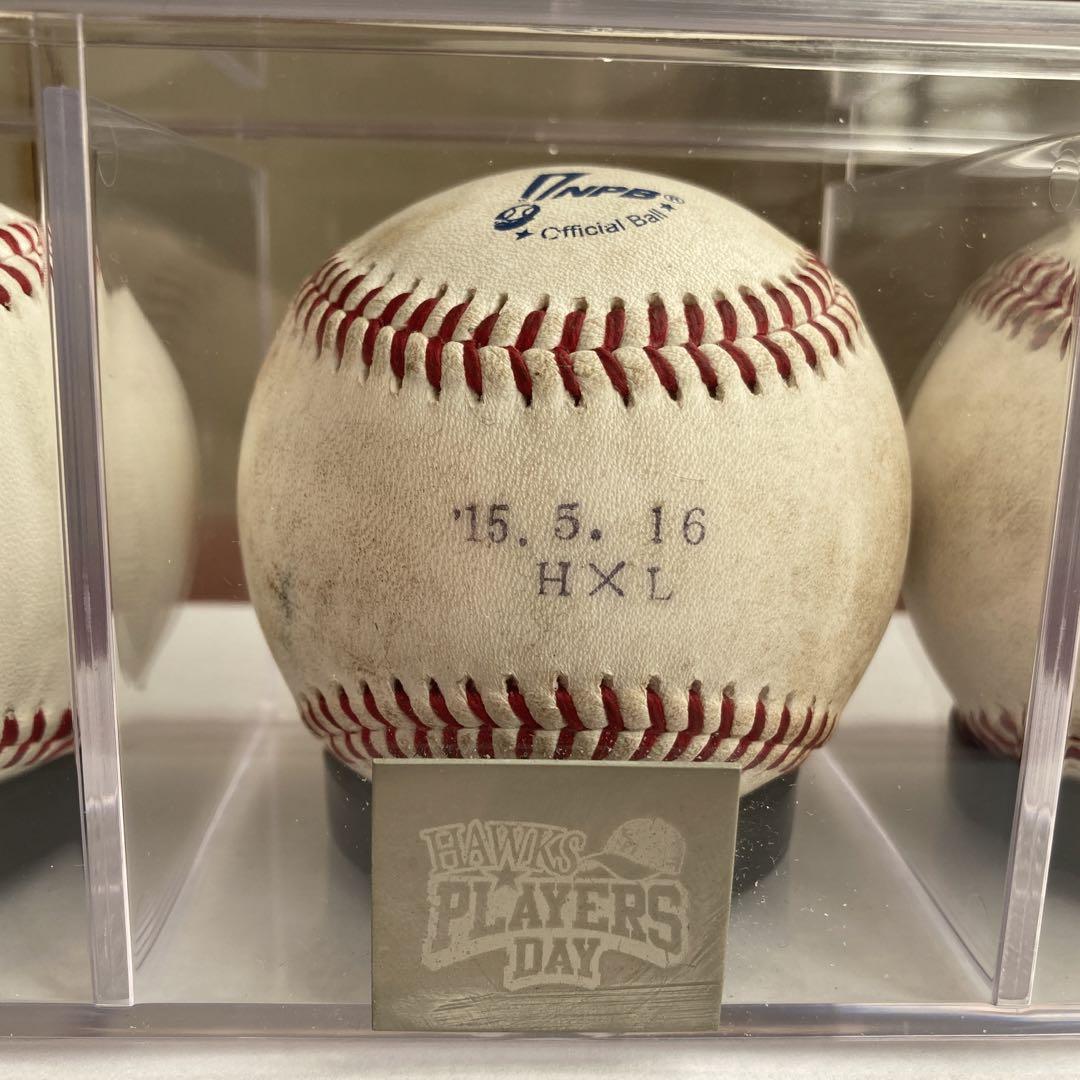 NPB®
★ Official Ball ★
'15. 5. 16
H×L
HAWKS
PLAYERS
DAY